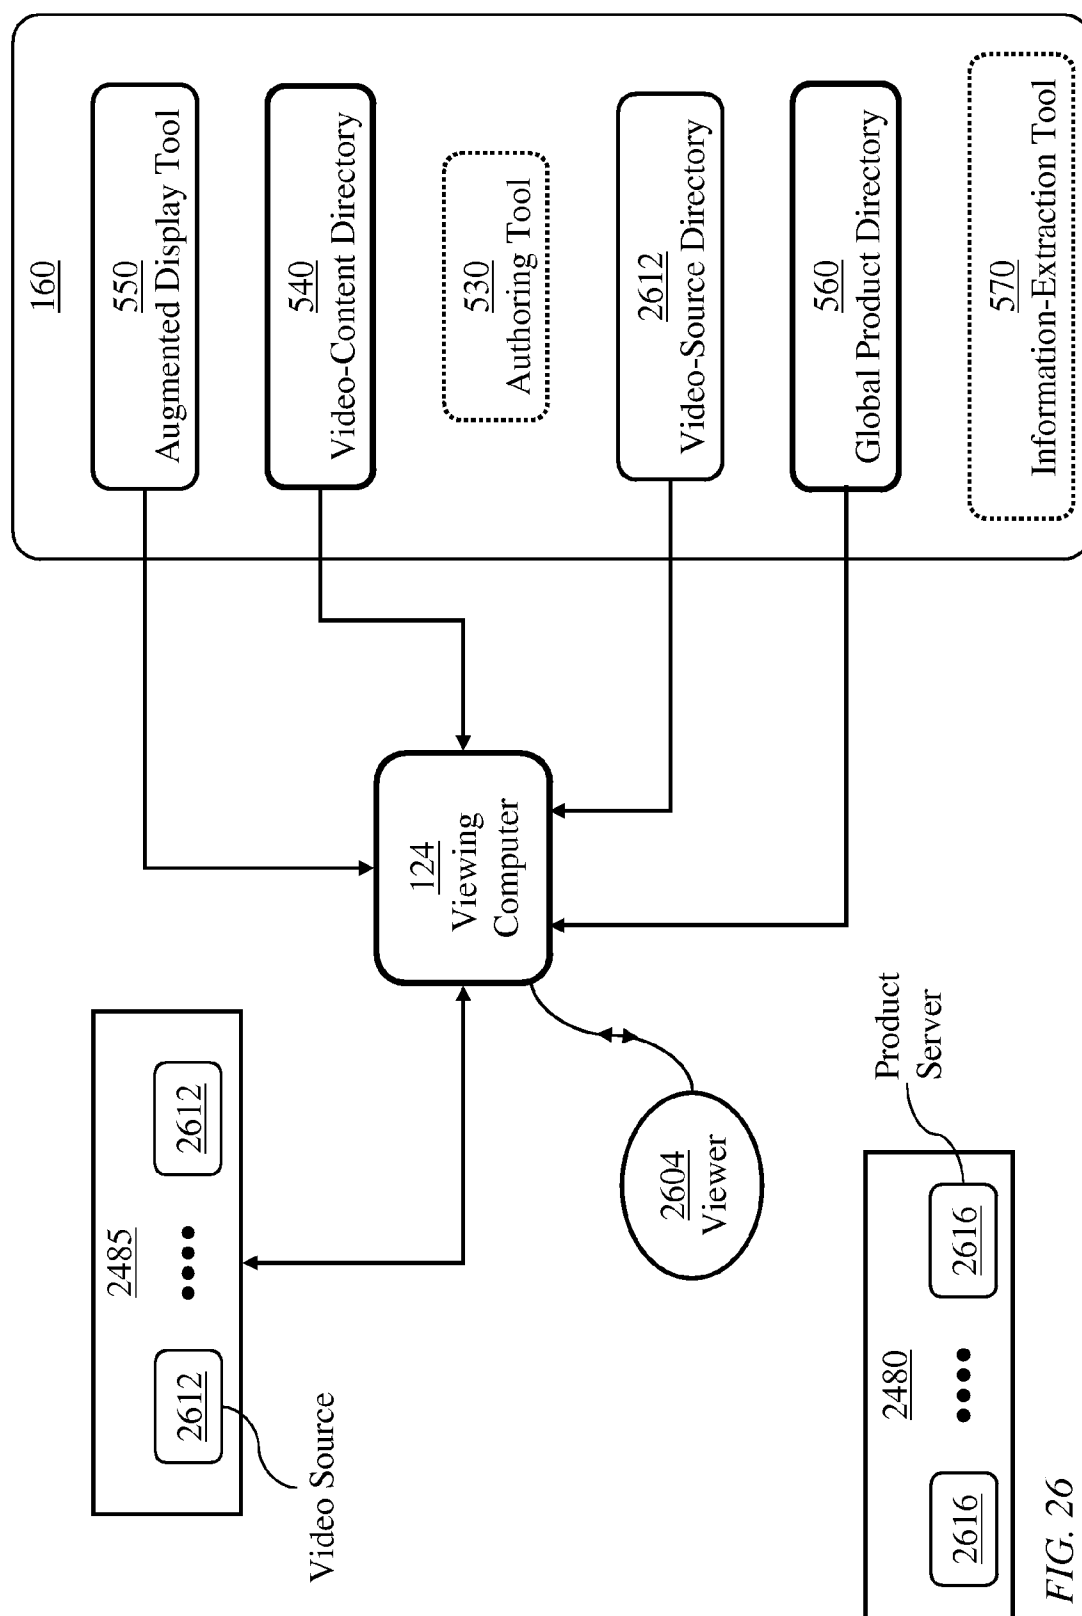 160
550
Augmented Display Tool
540
Video-Content Directory
530
Authoring Tool
2612
Video-Source Directory
560
Global Product Directory
570
Information-Extraction Tool
124
Viewing
Computer
2485
2612
2612
Video Source
2604
Viewer
2480
2616
2616
Product
Server
FIG. 26